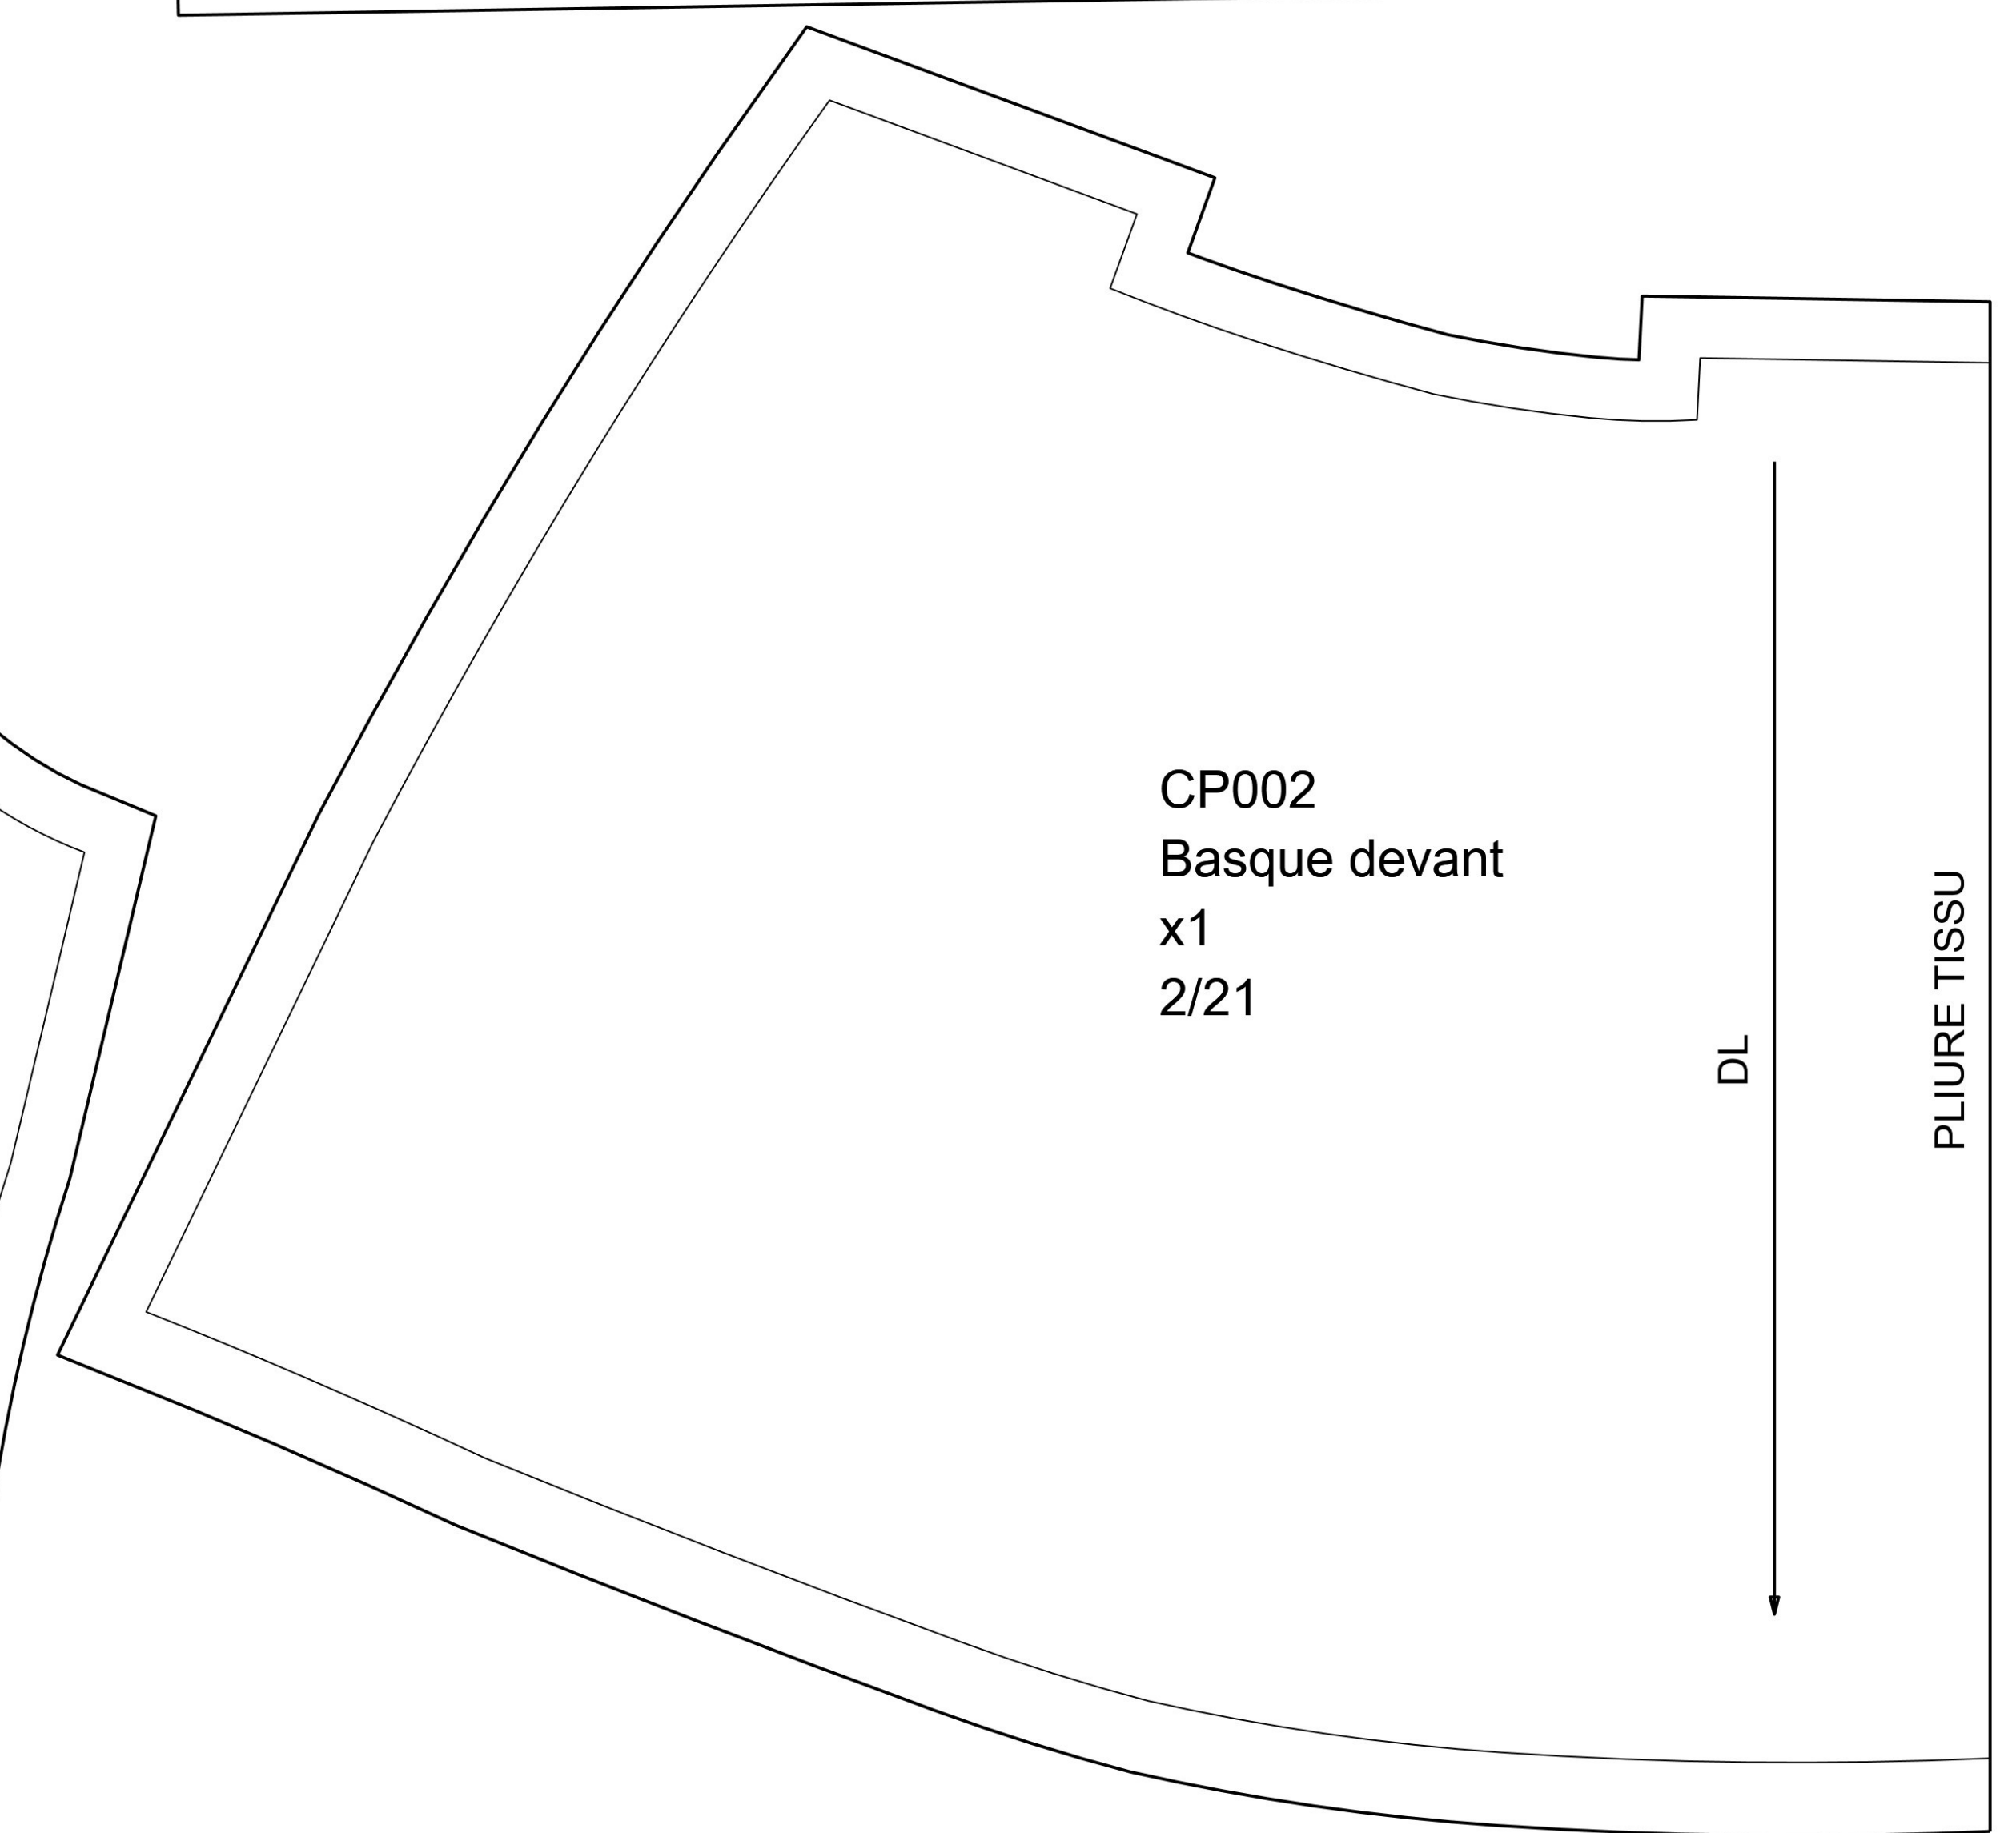 CP002
Basque devant
x1
2/21
DL
PLIURE TISSU